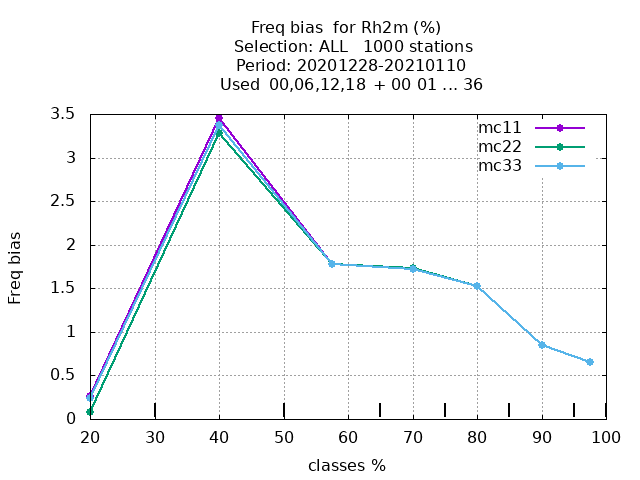 Freq bias  for Rh2m (%)
Selection: ALL   1000 stations
Period: 20201228-20210110
Used  00,06,12,18  + 00 01 ... 36
mc11
mc22
mc33
Freq bias
3.5
3
2.5
2
1.5
1
0.5
0
20 30 40 50 60 70 80 90 100
classes %